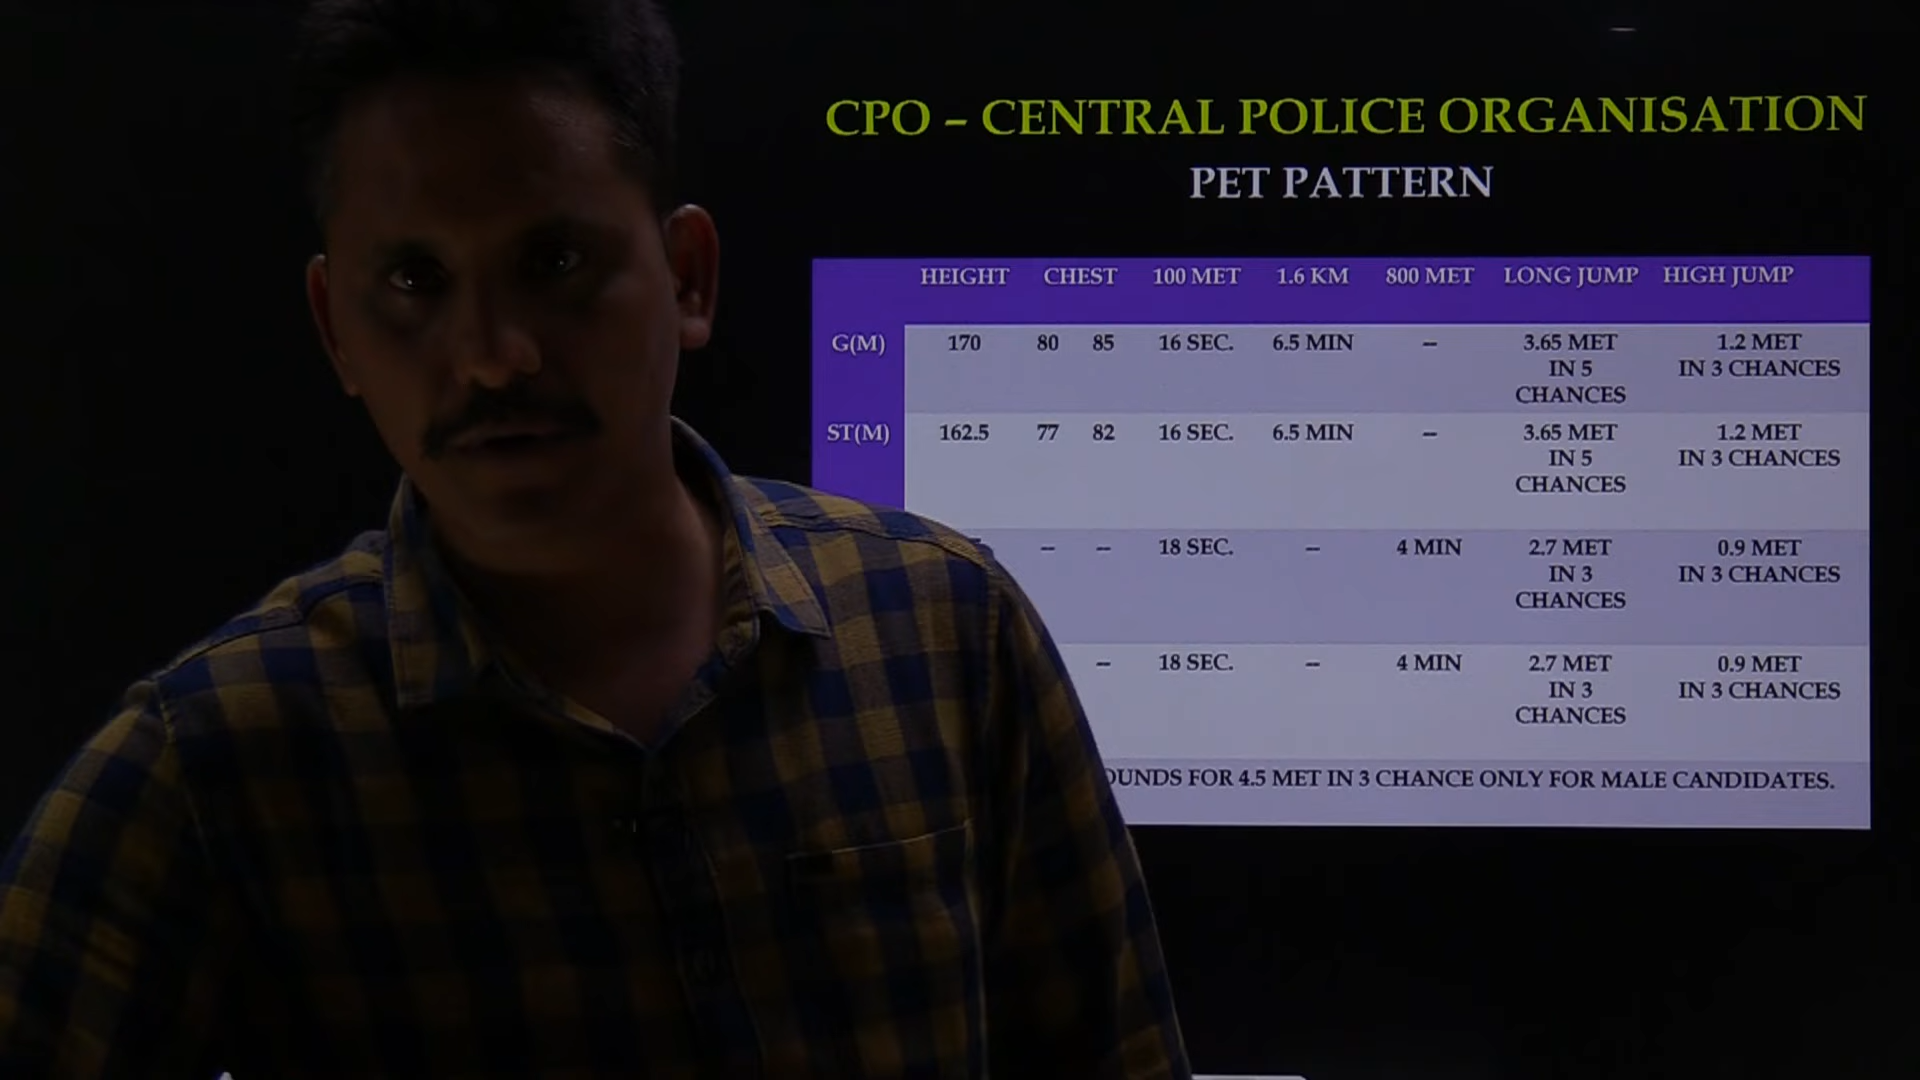 CPO – CENTRAL POLICE ORGANISATION
PET PATTERN
HEIGHT CHEST 100 MET 1.6 KM 800 MET LONG JUMP HIGH JUMP
G(M) 170 80 85 16 SEC. 6.5 MIN -- 3.65 MET 1.2 MET
IN 5 IN 3 CHANCES
CHANCES
ST(M) 162.5 77 82 16 SEC. 6.5 MIN -- 3.65 MET 1.2 MET
IN 5 IN 3 CHANCES
CHANCES
-- -- 18 SEC. -- 4 MIN 2.7 MET 0.9 MET
IN 3 IN 3 CHANCES
CHANCES
-- 18 SEC. -- 4 MIN 2.7 MET 0.9 MET
IN 3 IN 3 CHANCES
CHANCES
FOR 4.5 MET IN 3 CHANCE ONLY FOR MALE CANDIDATES.